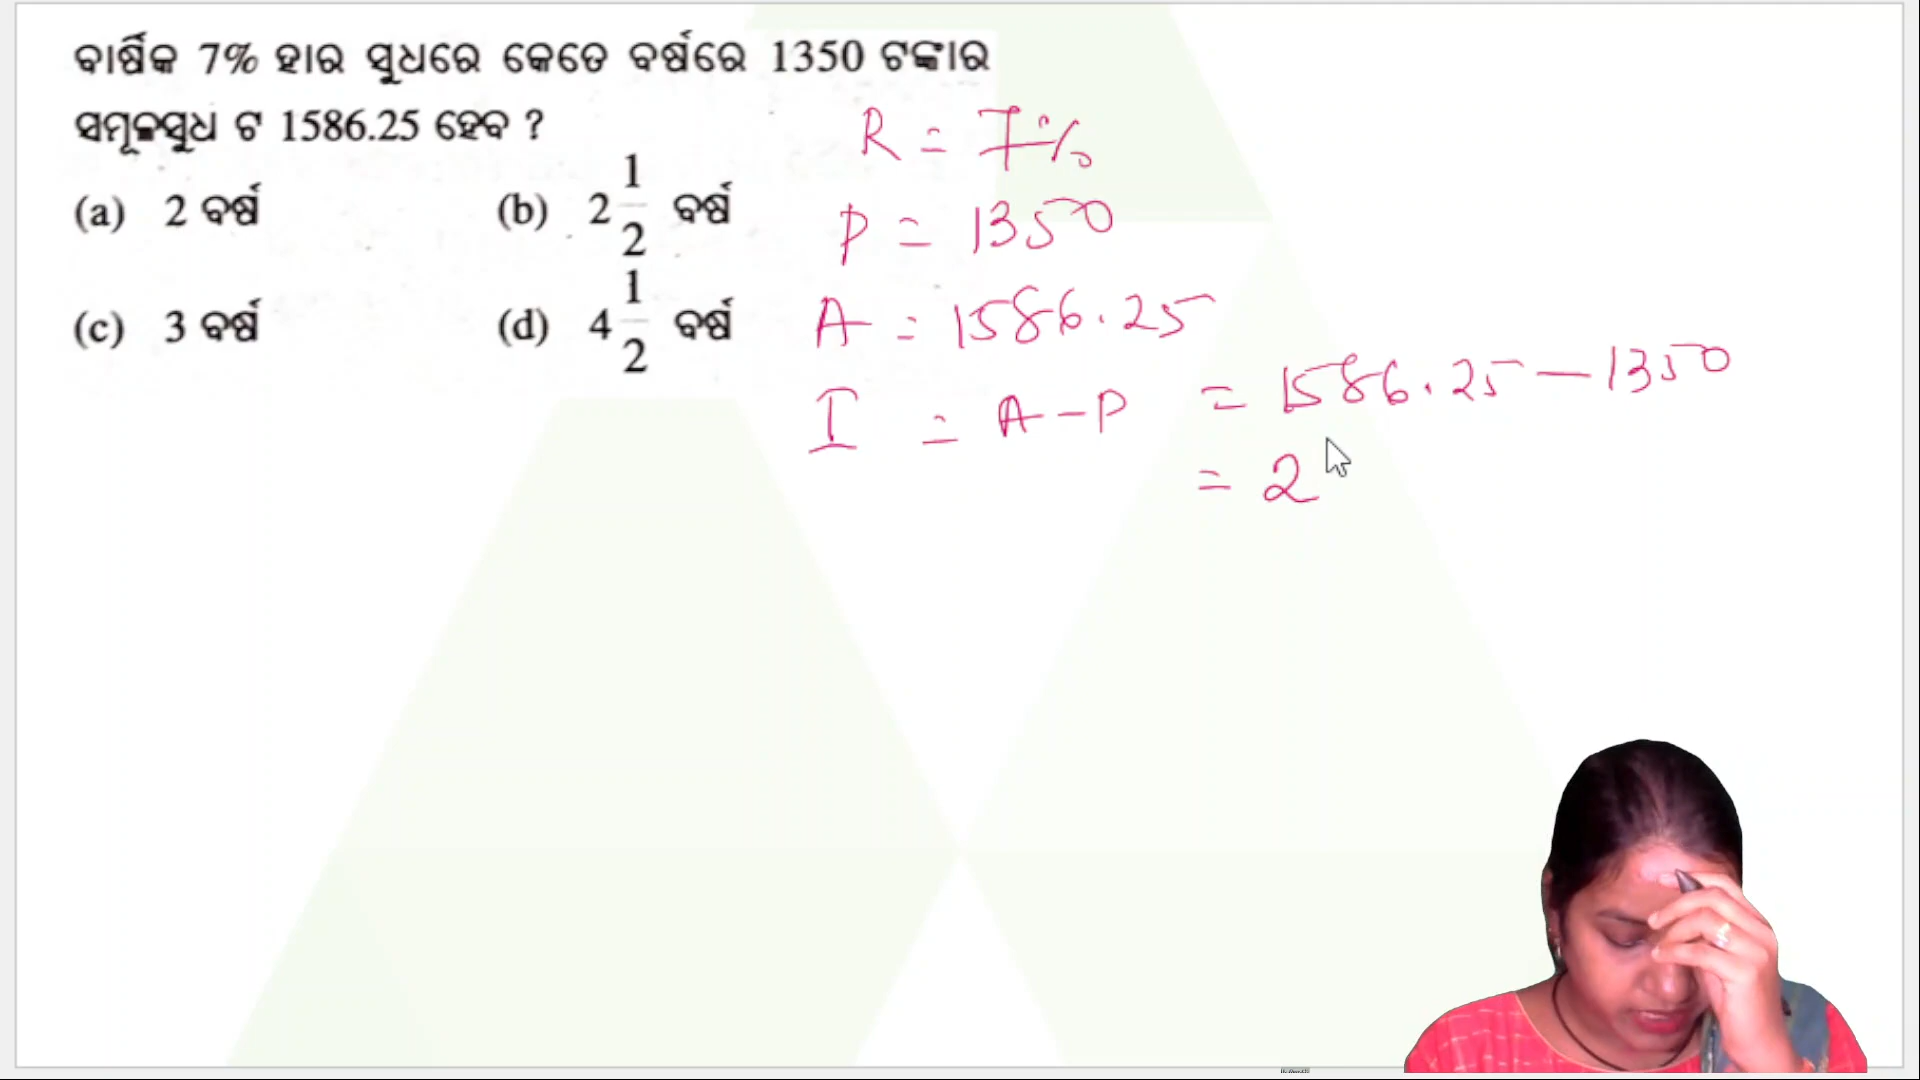 ବାର୍ଷିକ 7% ହାର ସୁଧରେ କେତେ ବର୍ଷରେ 1350 ଟଙ୍କାର
ସମୂଳସୁଧ ଟ 1586.25 ହେବ ?
(a) 2 ବର୍ଷ (b) 2 1/2 ବର୍ଷ
(c) 3 ବର୍ଷ (d) 4 1/2 ବର୍ଷ
R = 7%
P = 1350
A = 1586.25
I = A - P = 1586.25 - 1350
= 2